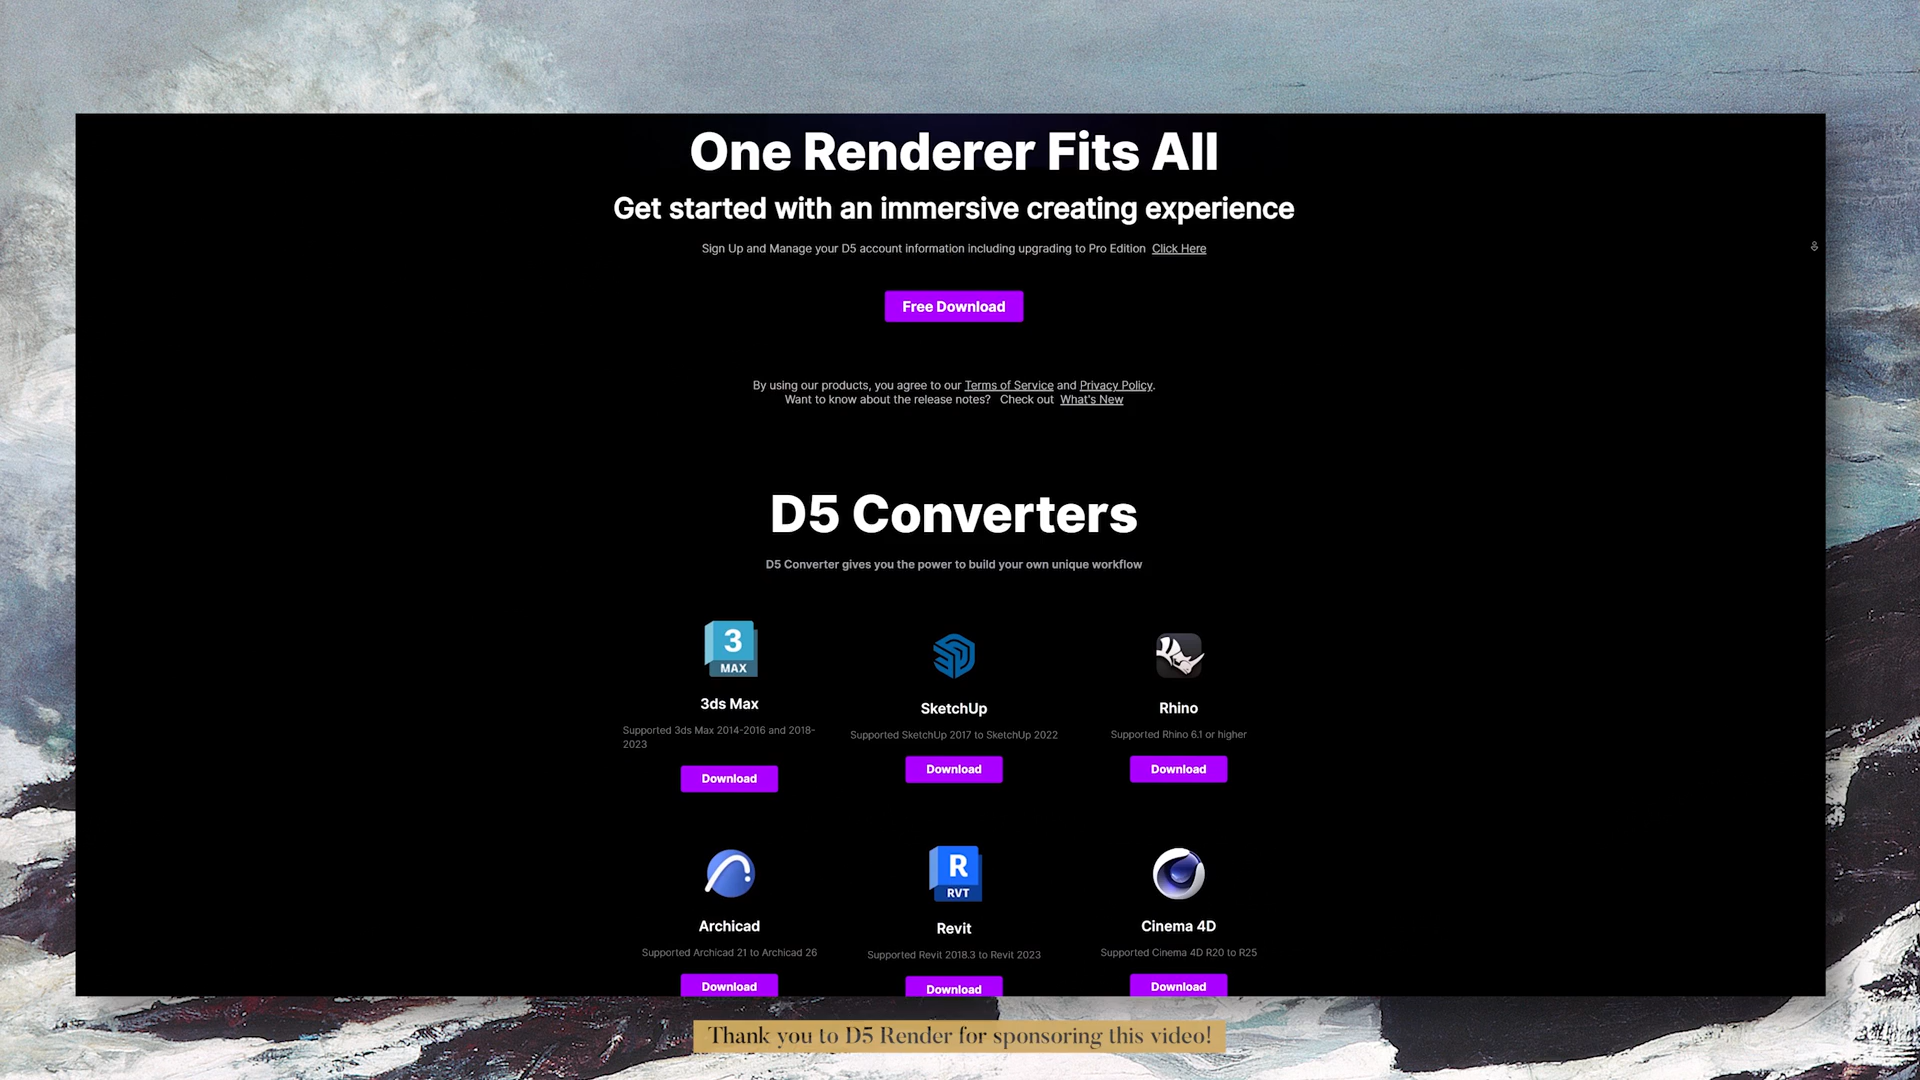 One Renderer Fits All
Get started with an immersive creating experience
Sign Up and Manage your D5 account information including upgrading to Pro Edition Click Here
Free Download
By using our products, you agree to our Terms of Service and Privacy Policy.
Want to know about the release notes? Check out What's New
D5 Converters
D5 Converter gives you the power to build your own unique workflow
3
MAX
3ds Max
Supported 3ds Max 2014-2016 and 2018-
2023
Download
SketchUp
Supported SketchUp 2017 to SketchUp 2022
Download
Rhino
Supported Rhino 6.1 or higher
Download
Archicad
Supported Archicad 21 to Archicad 26
Download
R
RVT
Revit
Supported Revit 2018.3 to Revit 2023
Download
Cinema 4D
Supported Cinema 4D R20 to R25
Download
Thank you to D5 Render for sponsoring this video!